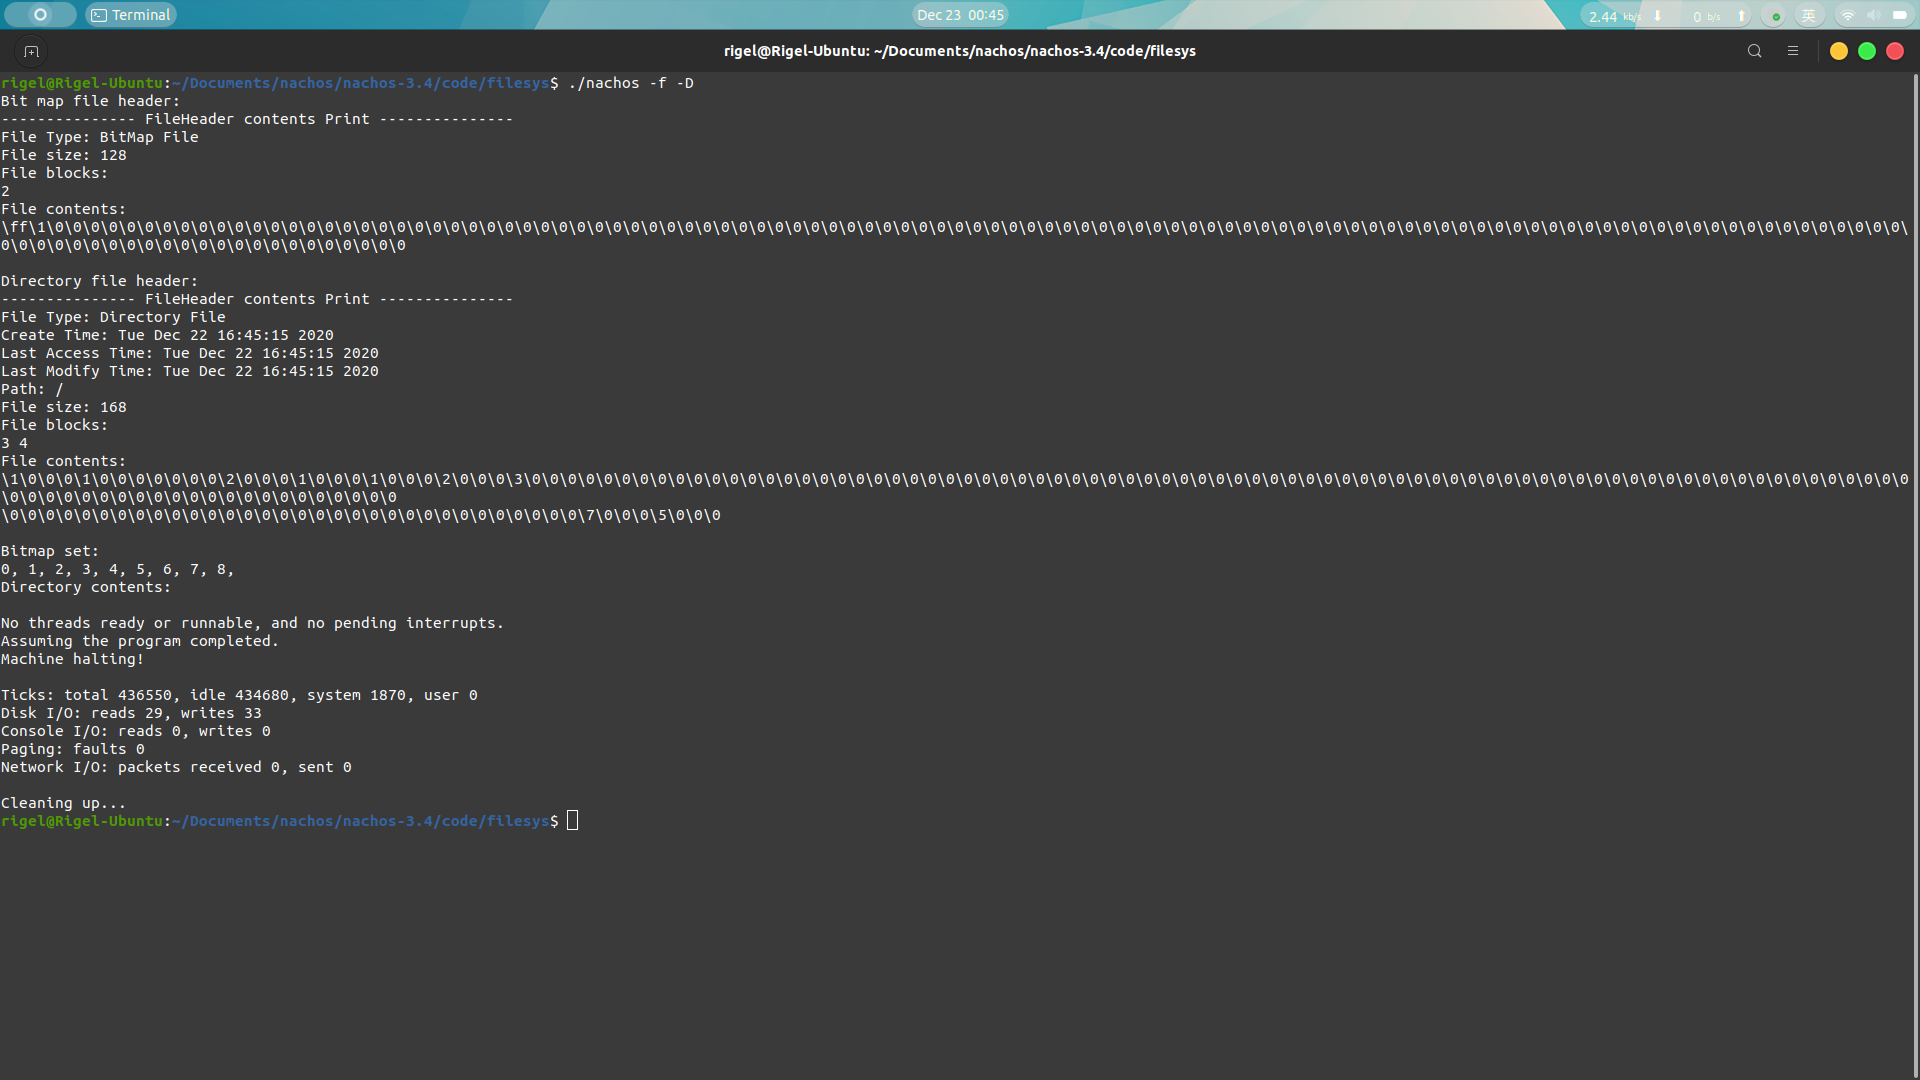 Terminal
Dec 23 00:45
2.44 kb/s 0 b/s 英
rigel@Rigel-Ubuntu: ~/Documents/nachos/nachos-3.4/code/filesys
rigel@Rigel-Ubuntu:~/Documents/nachos/nachos-3.4/code/filesys$ ./nachos -f -D
Bit map file header:
--------------- FileHeader contents Print ---------------
File Type: BitMap File
File size: 128
File blocks:
2
File contents:
\ff\1\0\0\0\0\0\0\0\0\0\0\0\0\0\0\0\0\0\0\0\0\0\0\0\0\0\0\0\0\0\0\0\0\0\0\0\0\0\0\0\0\0\0\0\0\0\0\0\0\0\0\0\0\0\0\0\0\0\0\0\0\0\0\0\0\0\0\0\0\0\0\0\0\0\0\0\0\0\0\0\0\0\0\0\0\0\0\0\0\0\0\0\0\0\0\0\0\0\0\0\0\0\0\0\
0\0\0\0\0\0\0\0\0\0\0\0\0\0\0\0\0\0\0\0\0\0\0
Directory file header:
--------------- FileHeader contents Print ---------------
File Type: Directory File
Create Time: Tue Dec 22 16:45:15 2020
Last Access Time: Tue Dec 22 16:45:15 2020
Last Modify Time: Tue Dec 22 16:45:15 2020
Path: /
File size: 168
File blocks:
3 4
File contents:
\1\0\0\0\1\0\0\0\0\0\0\0\2\0\0\0\1\0\0\0\1\0\0\0\2\0\0\0\3\0\0\0\0\0\0\0\0\0\0\0\0\0\0\0\0\0\0\0\0\0\0\0\0\0\0\0\0\0\0\0\0\0\0\0\0\0\0\0\0\0\0\0\0\0\0\0\0\0\0\0\0\0\0\0\0\0\0\0\0\0\0\0\0\0\0\0\0\0\0\0\0\0\0\0\0\0
\0\0\0\0\0\0\0\0\0\0\0\0\0\0\0\0\0\0\0\0\0\0
\0\0\0\0\0\0\0\0\0\0\0\0\0\0\0\0\0\0\0\0\0\0\0\0\0\0\0\0\0\0\0\0\7\0\0\0\5\0\0\0
Bitmap set:
0, 1, 2, 3, 4, 5, 6, 7, 8,
Directory contents:
No threads ready or runnable, and no pending interrupts.
Assuming the program completed.
Machine halting!
Ticks: total 436550, idle 434680, system 1870, user 0
Disk I/O: reads 29, writes 33
Console I/O: reads 0, writes 0
Paging: faults 0
Network I/O: packets received 0, sent 0
Cleaning up...
rigel@Rigel-Ubuntu:~/Documents/nachos/nachos-3.4/code/filesys$